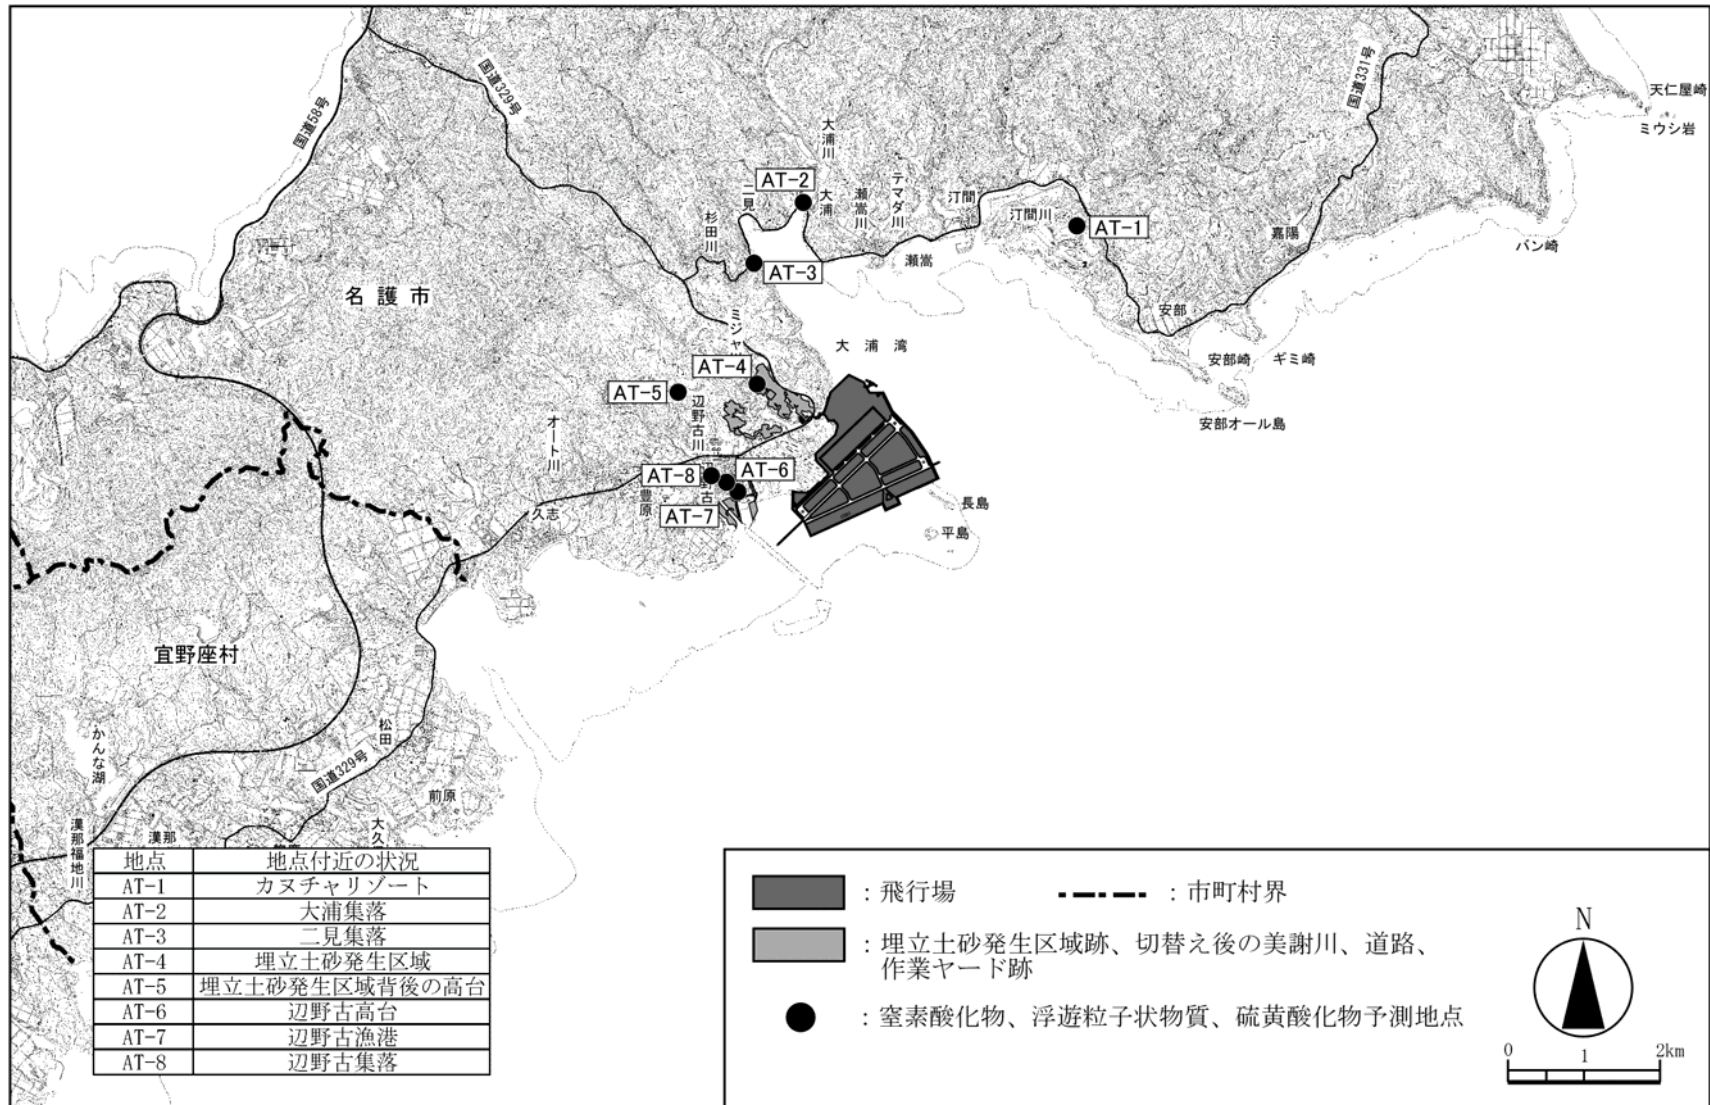 国道58号
国道329号
国道331号
天仁屋崎
ミウシ岩
バン崎
大浦川
AT-2
二見
大浦
瀬嵩川
テマダ川
汀間
汀間川
AT-1
嘉陽
杉田川
AT-3
瀬嵩
名護市
安部
ミジャ
大浦湾
安部崎
ギミ崎
安部オール島
AT-4
AT-5
辺野古川
オート川
AT-8
AT-6
野古
AT-7
豊原
久志
長島
平島
宜野座村
かんな湖
松田
国道329号
前原
漢那福地川
漢那
大久
地点 地点付近の状況
AT-1 カヌチャリゾート
AT-2 大浦集落
AT-3 二見集落
AT-4 埋立土砂発生区域
AT-5 埋立土砂発生区域背後の高台
AT-6 辺野古高台
AT-7 辺野古漁港
AT-8 辺野古集落
：飛行場
：市町村界
：埋立土砂発生区域跡、切替え後の美謝川、道路、
作業ヤード跡
：窒素酸化物、浮遊粒子状物質、硫黄酸化物予測地点
N
0 1 2km